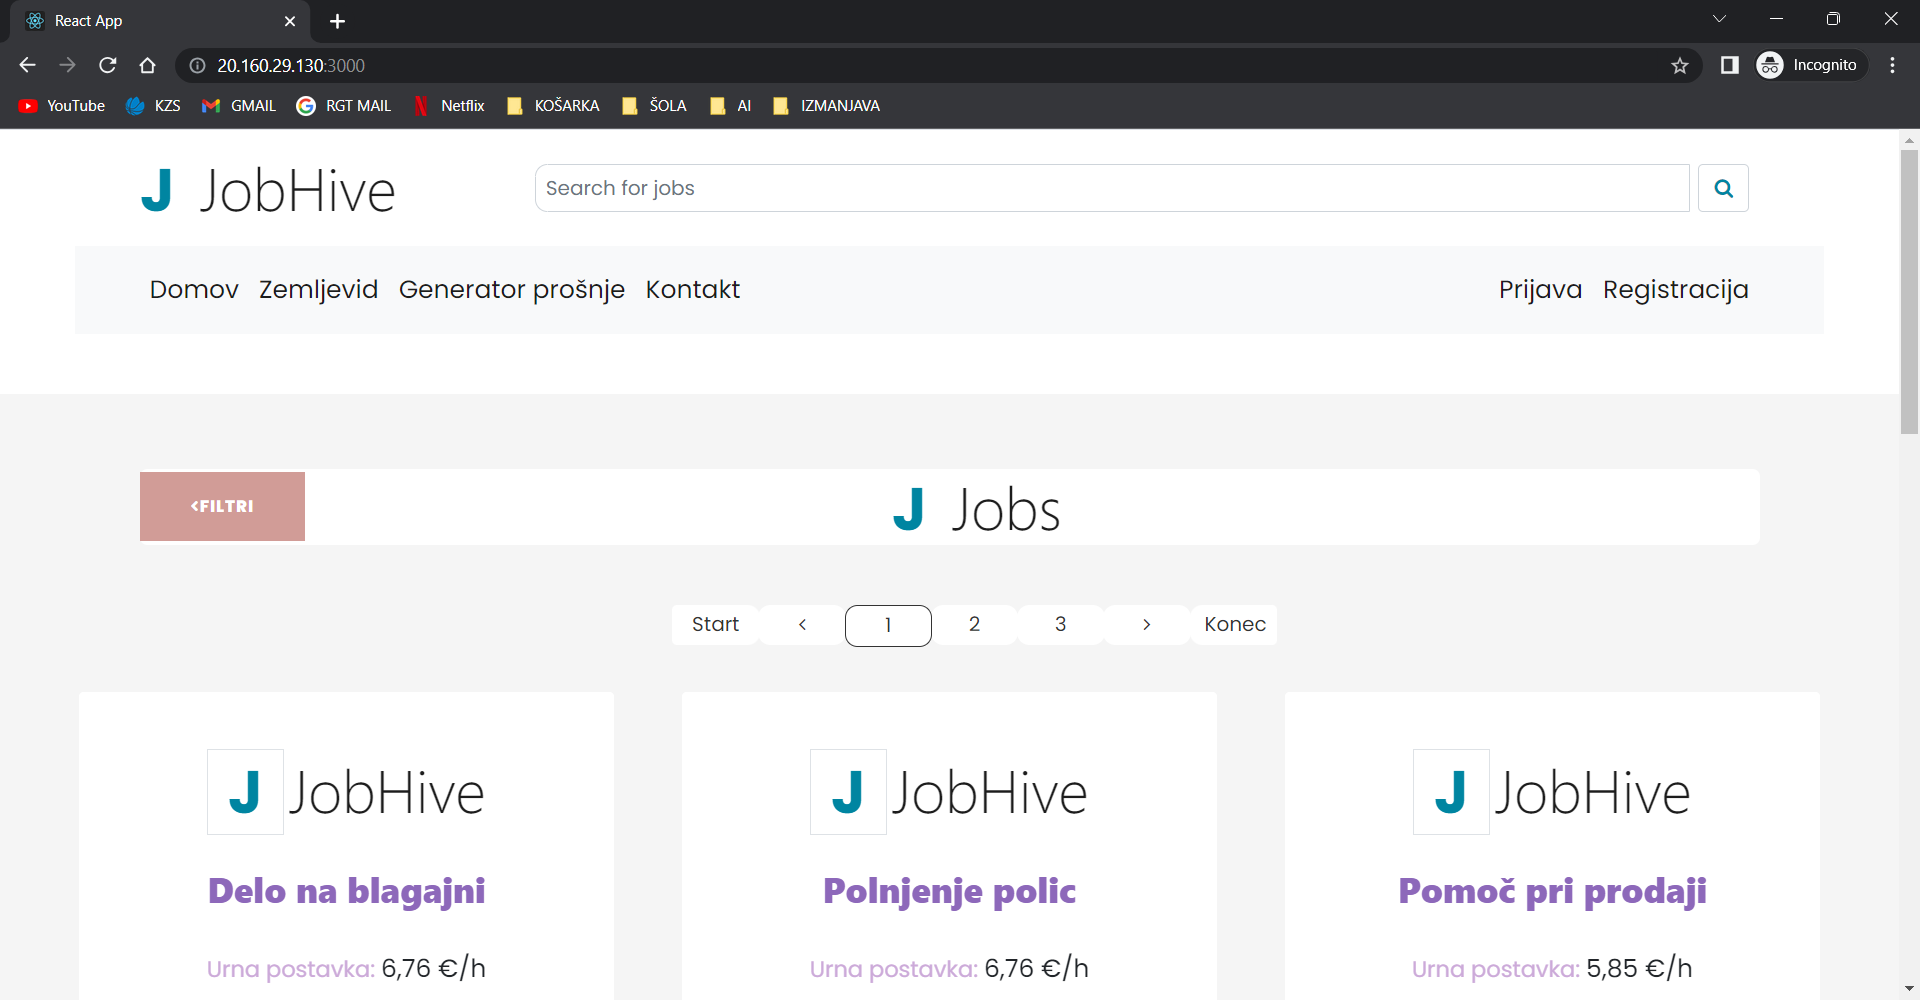 React App
20.160.29.130:3000
Incognito
YouTube KZS GMAIL RGT MAIL Netflix KOŠARKA ŠOLA AI IZMANJAVA
J JobHive
Search for jobs
Domov Zemljevid Generator prošnje Kontakt Prijava Registracija
<FILTRI
J Jobs
Start < 1 2 3 > Konec
J JobHive
Delo na blagajni
Urna postavka: 6,76 €/h
J JobHive
Polnjenje polic
Urna postavka: 6,76 €/h
J JobHive
Pomoč pri prodaji
Urna postavka: 5,85 €/h